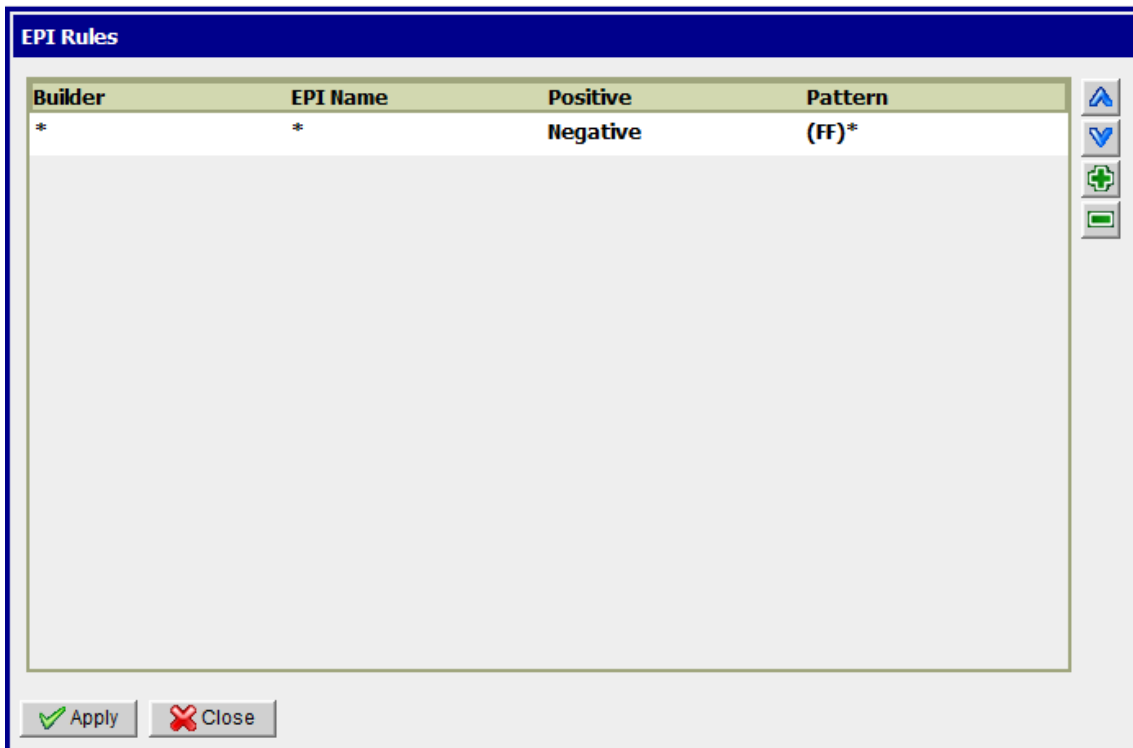 EPI Rules
Builder EPI Name Positive Pattern
* * Negative (FF)*
Apply Close